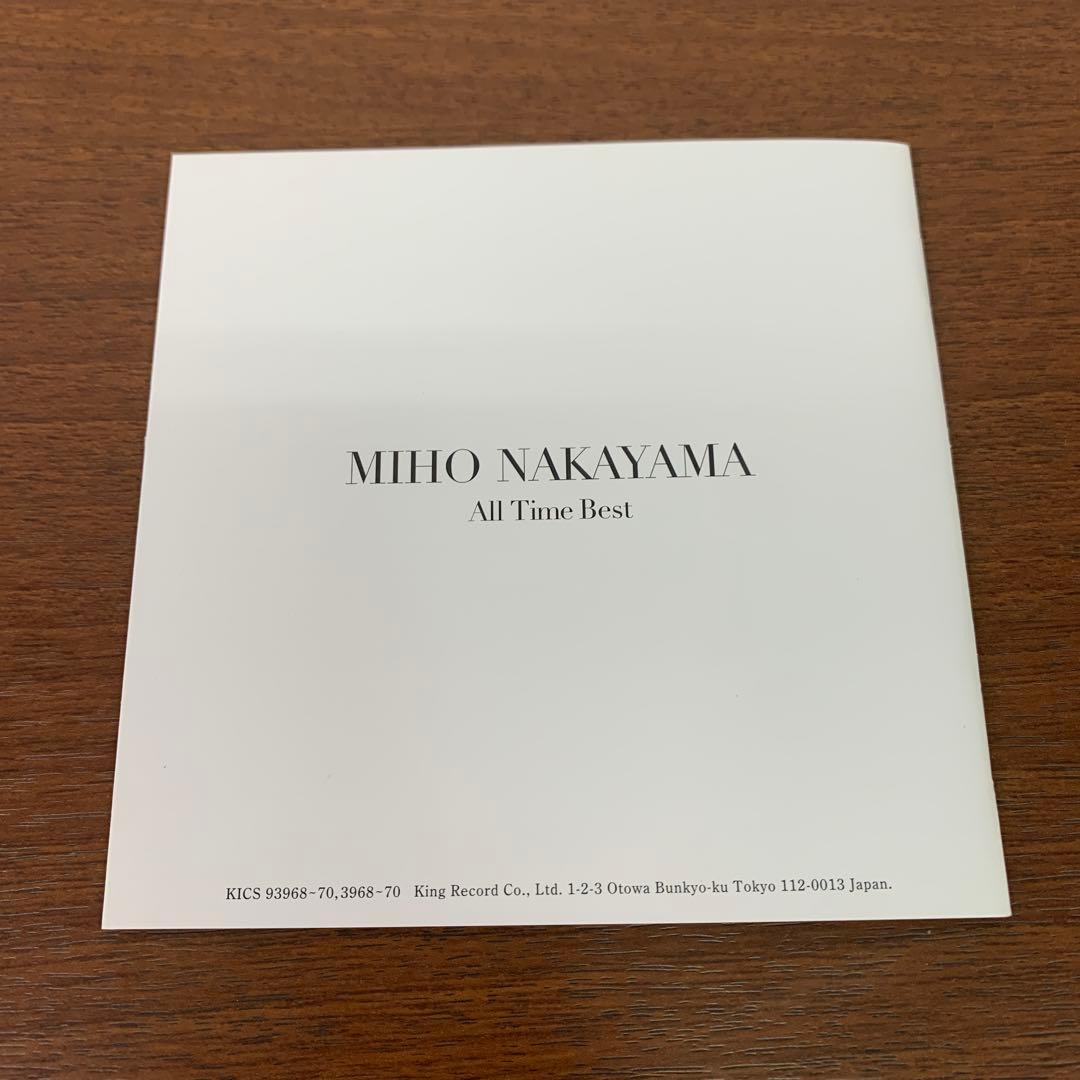 MIHO NAKAYAMA
All Time Best
KICS 93968~70,3968~70 King Record Co., Ltd. 1-2-3 Otowa Bunkyo-ku Tokyo 112-0013 Japan.